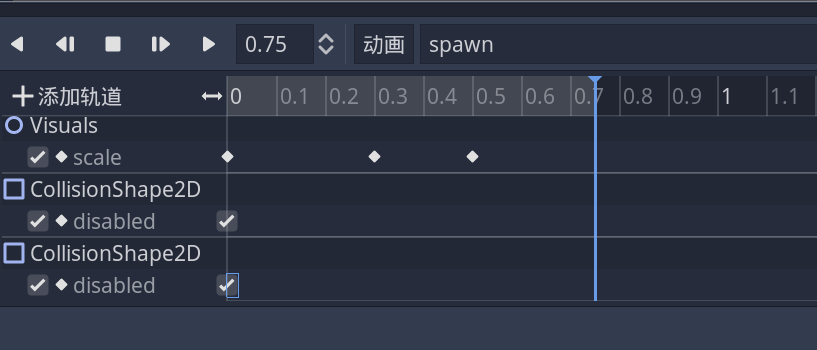 0.75 动画 spawn
添加轨道 0 0.1 0.2 0.3 0.4 0.5 0.6 0.7 0.8 0.9 1 1.1
Visuals
scale
CollisionShape2D
disabled
CollisionShape2D
disabled